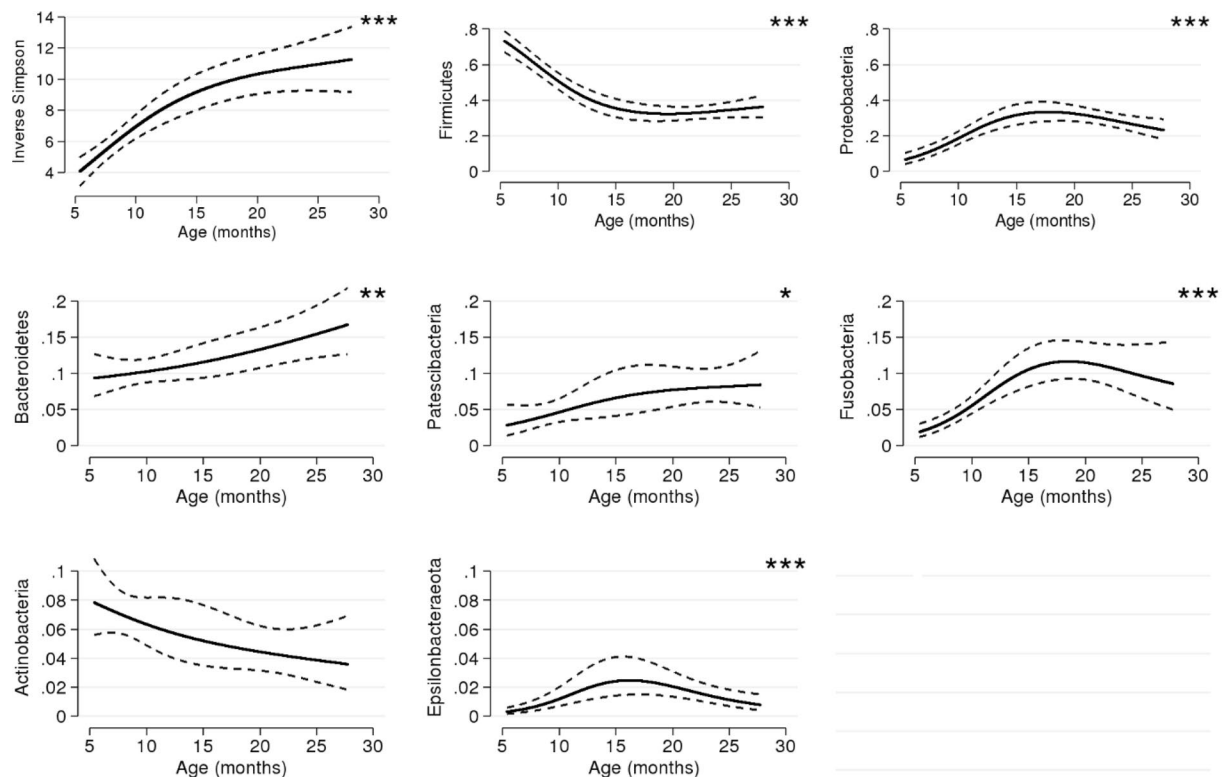 Inverse Simpson
14
12
10
8
6
4
5 10 15 20 25 30
Age (months)
***
Firmicutes
.8
.6
.4
.2
0
5 10 15 20 25 30
Age (months)
***
Proteobacteria
.8
.6
.4
.2
0
5 10 15 20 25 30
Age (months)
***
Bacteroidetes
.2
.15
.1
.05
0
5 10 15 20 25 30
Age (months)
**
Patescibacteria
.2
.15
.1
.05
0
5 10 15 20 25 30
Age (months)
*
Fusobacteria
.2
.15
.1
.05
0
5 10 15 20 25 30
Age (months)
***
Actinobacteria
.1
.08
.06
.04
.02
0
5 10 15 20 25 30
Age (months)
Epsilonbacteraeota
.1
.08
.06
.04
.02
0
5 10 15 20 25 30
Age (months)
***